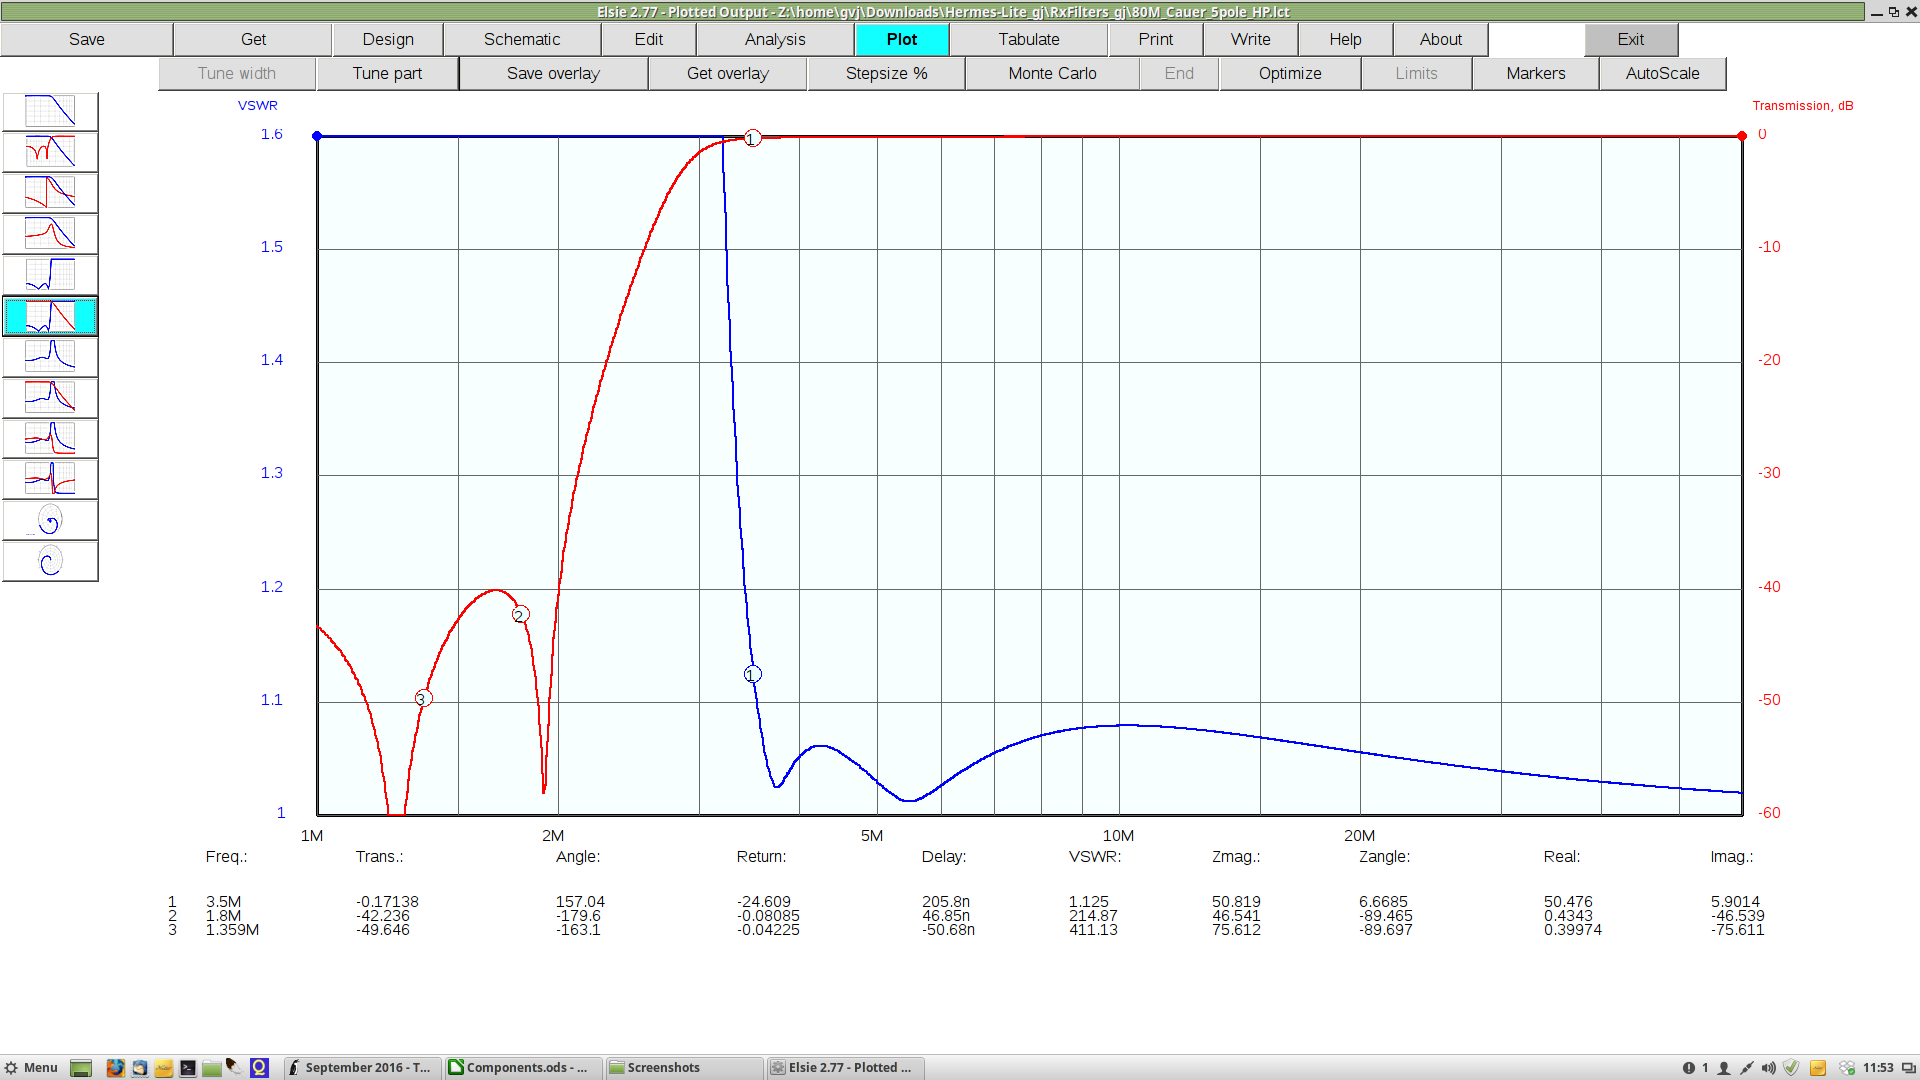 Elsie 2.77 - Plotted Output - Z:\home\gvj\Downloads\Hermes-Lite_gj\RxFilters_gj\80M_Cauer_5pole_HP.lct
Save Get Design Schematic Edit Analysis Plot Tabulate Print Write Help About Exit
Tune width Tune part Save overlay Get overlay Stepsize % Monte Carlo End Optimize Limits Markers AutoScale
VSWR Transmission, dB
1.6 1 0
1.5 -10
1.4 -20
1.3 -30
1.2 -40
2
1
3
1.1 -50
1 -60
1M 2M 5M 10M 20M
Freq.: Trans.: Angle: Return: Delay: VSWR: Zmag.: Zangle: Real: Imag.:
1 3.5M -0.17138 157.04 -24.609 205.8n 1.125 50.819 6.6685 50.476 5.9014
2 1.8M -42.236 -179.6 -0.08085 46.85n 214.87 46.541 -89.465 0.4343 -46.539
3 1.359M -49.646 -163.1 -0.04225 -50.68n 411.13 75.612 -89.697 0.39974 -75.611
Menu September 2016 - T... Components.ods - ... Screenshots Elsie 2.77 - Plotted ... 1 11:53